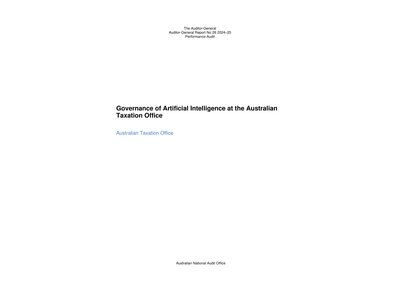 The Auditor-General
Auditor-General Report No.26 2024–25
Performance Audit
Governance of Artificial Intelligence at the Australian
Taxation Office
Australian Taxation Office
Australian National Audit Office